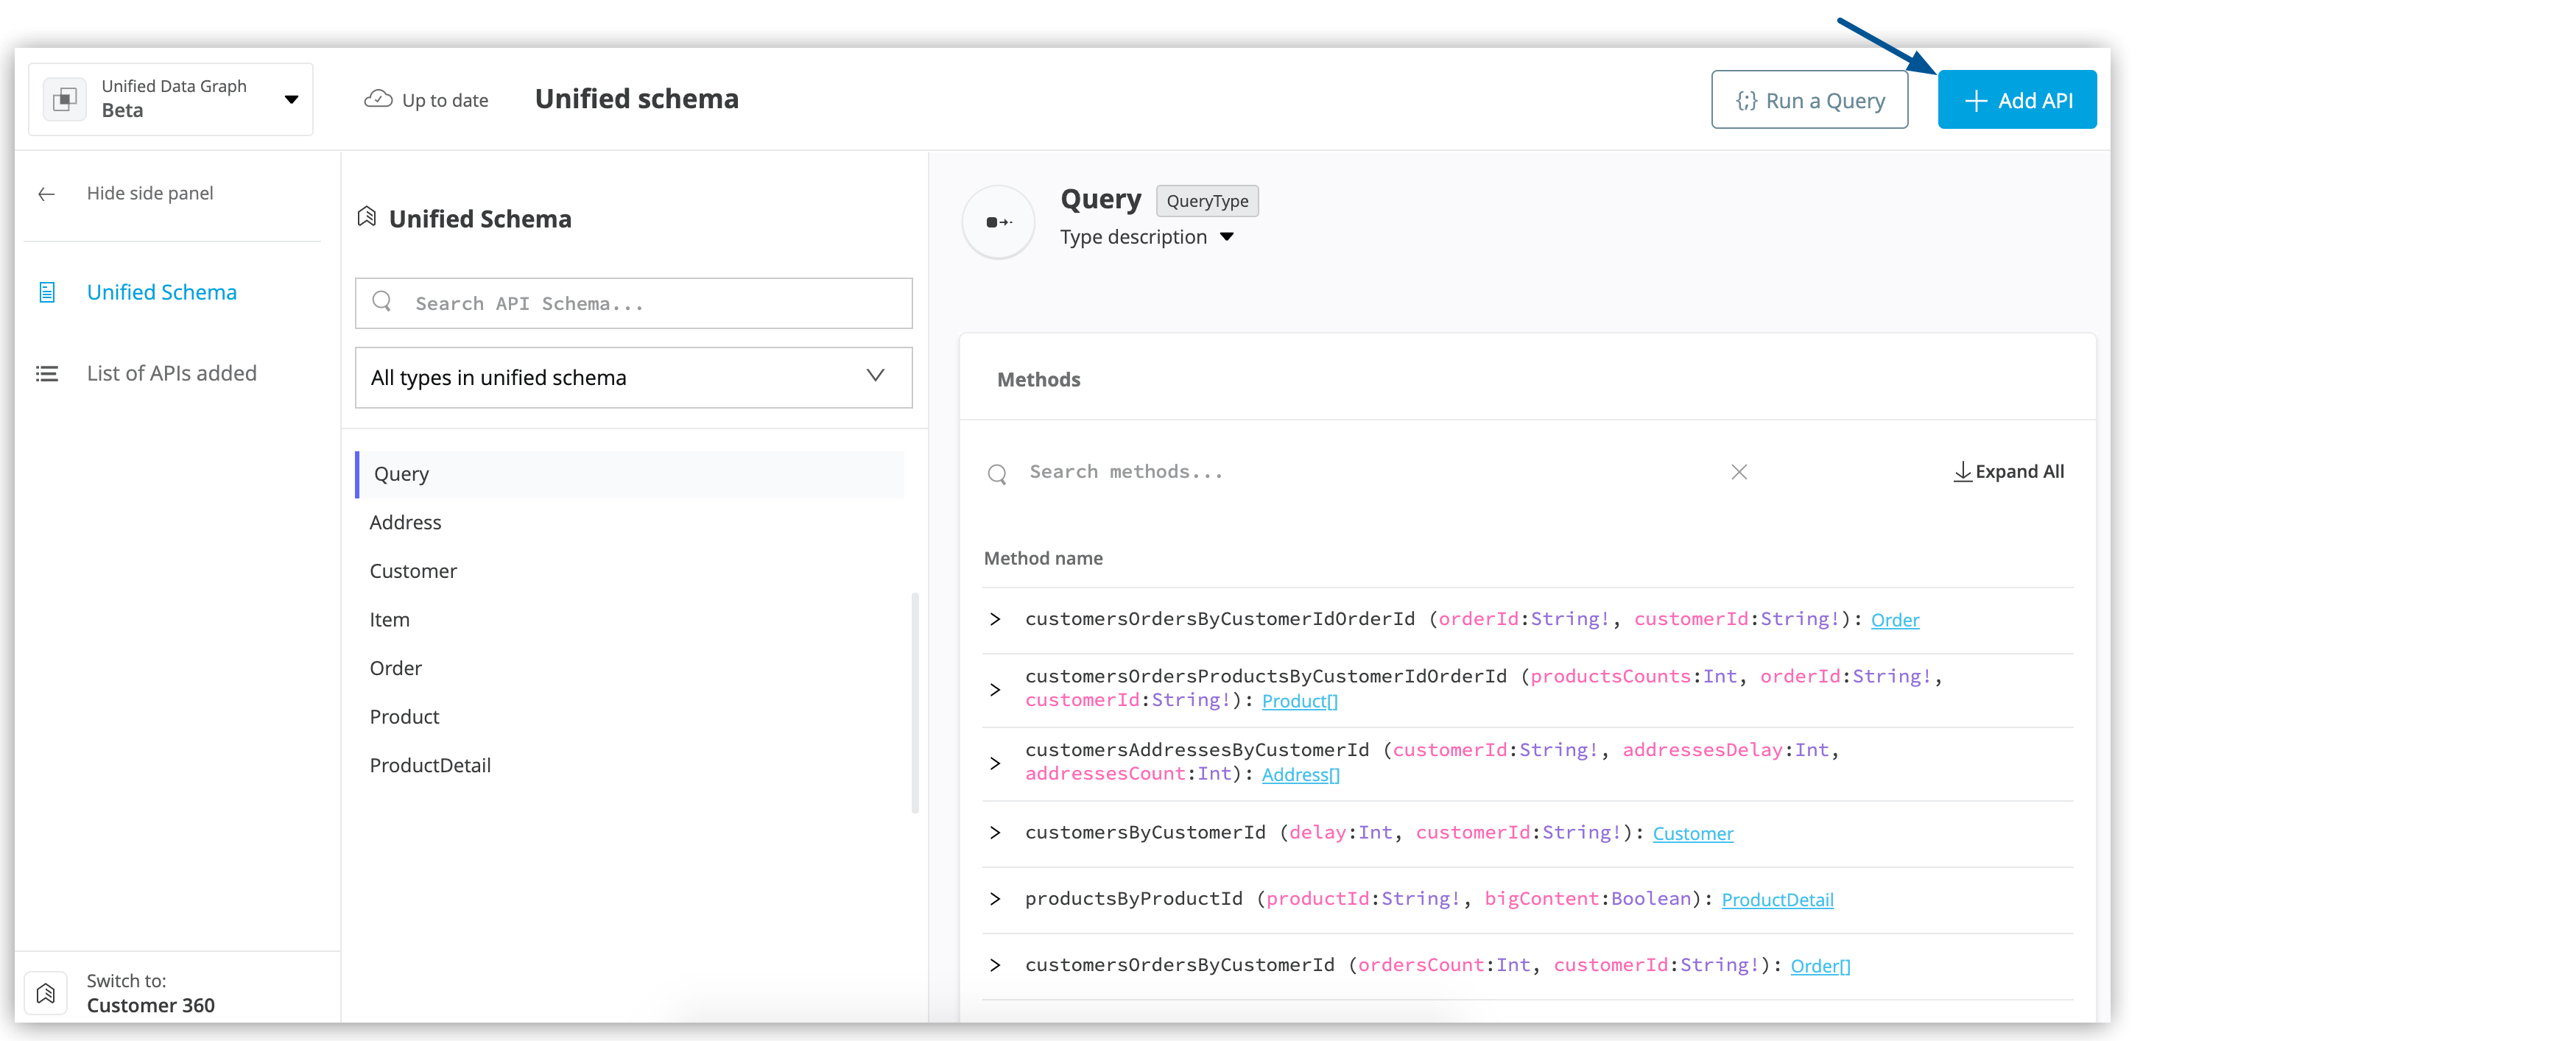 Unified Data Graph
Beta
Up to date
Unified schema
{;} Run a Query
+ Add API
Hide side panel
Unified Schema
List of APIs added
Switch to:
Customer 360
Unified Schema
Search API Schema...
All types in unified schema
Query
Address
Customer
Item
Order
Product
ProductDetail
Query
QueryType
Type description
Methods
Search methods...
Expand All
Method name
customersOrdersByCustomerIdOrderId (orderId:String!, customerId:String!): Order
customersOrdersProductsByCustomerIdOrderId (productsCounts:Int, orderId:String!,
customerId:String!): Product[]
customersAddressesByCustomerId (customerId:String!, addressesDelay:Int,
addressesCount:Int): Address[]
customersByCustomerId (delay:Int, customerId:String!): Customer
productsByProductId (productId:String!, bigContent:Boolean): ProductDetail
customersOrdersByCustomerId (ordersCount:Int, customerId:String!): Order[]